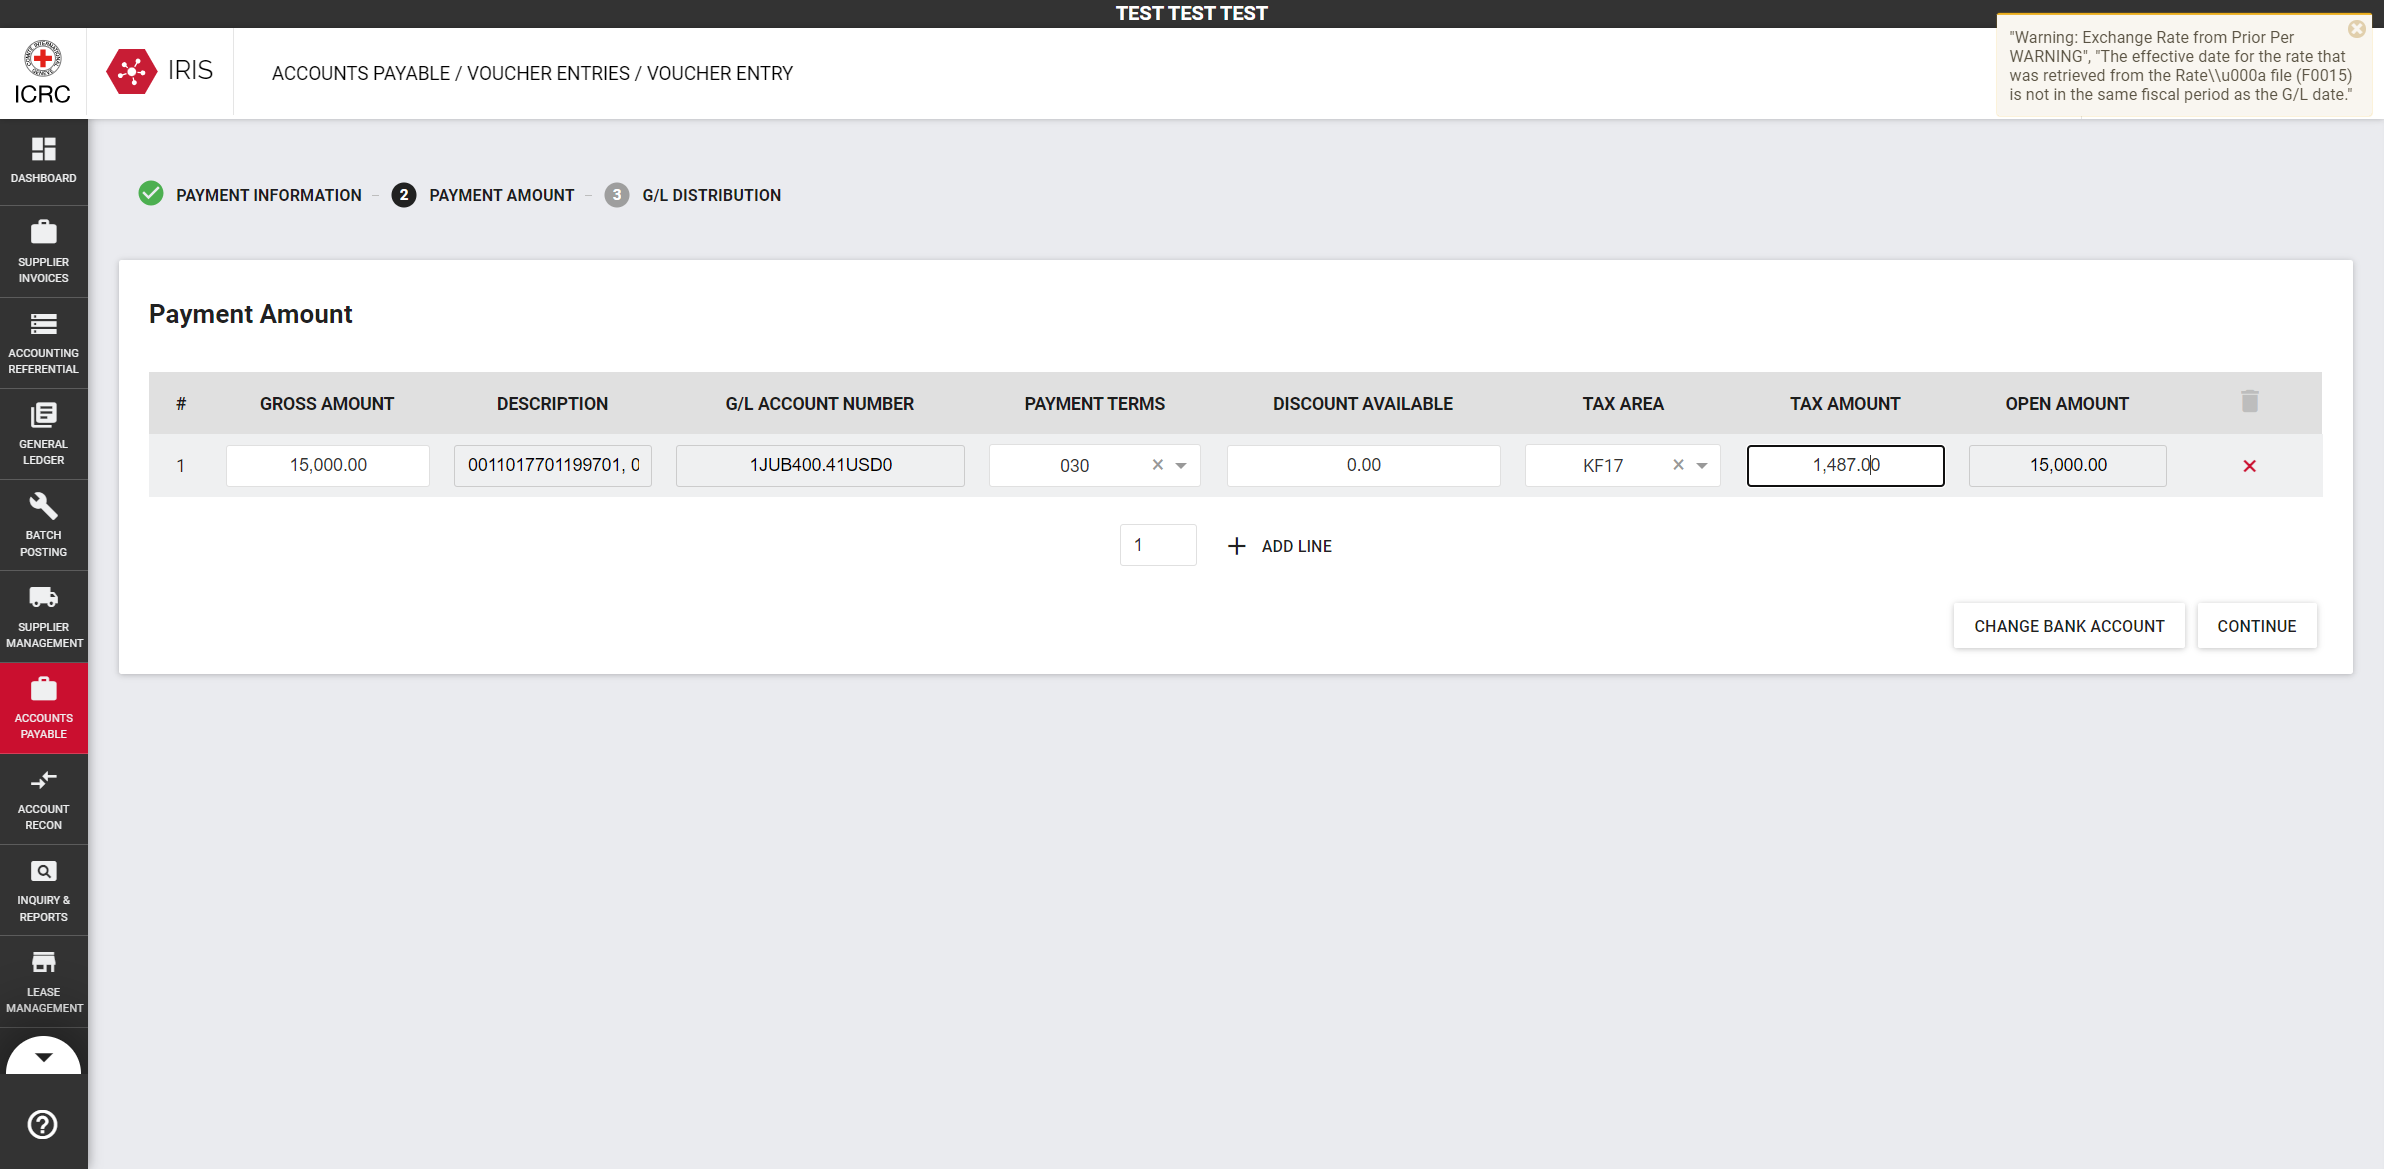 TEST TEST TEST
ICRC
IRIS
ACCOUNTS PAYABLE / VOUCHER ENTRIES / VOUCHER ENTRY
"Warning: Exchange Rate from Prior Per
WARNING", "The effective date for the rate that
was retrieved from the Rate\\u000a file (F0015)
is not in the same fiscal period as the G/L date."
DASHBOARD
SUPPLIER
INVOICES
ACCOUNTING
REFERENTIAL
GENERAL
LEDGER
BATCH
POSTING
SUPPLIER
MANAGEMENT
ACCOUNTS
PAYABLE
ACCOUNT
RECON
INQUIRY &
REPORTS
LEASE
MANAGEMENT
PAYMENT INFORMATION – 2 PAYMENT AMOUNT – 3 G/L DISTRIBUTION
Payment Amount
# GROSS AMOUNT DESCRIPTION G/L ACCOUNT NUMBER PAYMENT TERMS DISCOUNT AVAILABLE TAX AREA TAX AMOUNT OPEN AMOUNT
1 15,000.00 0011017701199701, 0 1JUB400.41USD0 030 0.00 KF17 1,487.00 15,000.00
1 ADD LINE
CHANGE BANK ACCOUNT CONTINUE